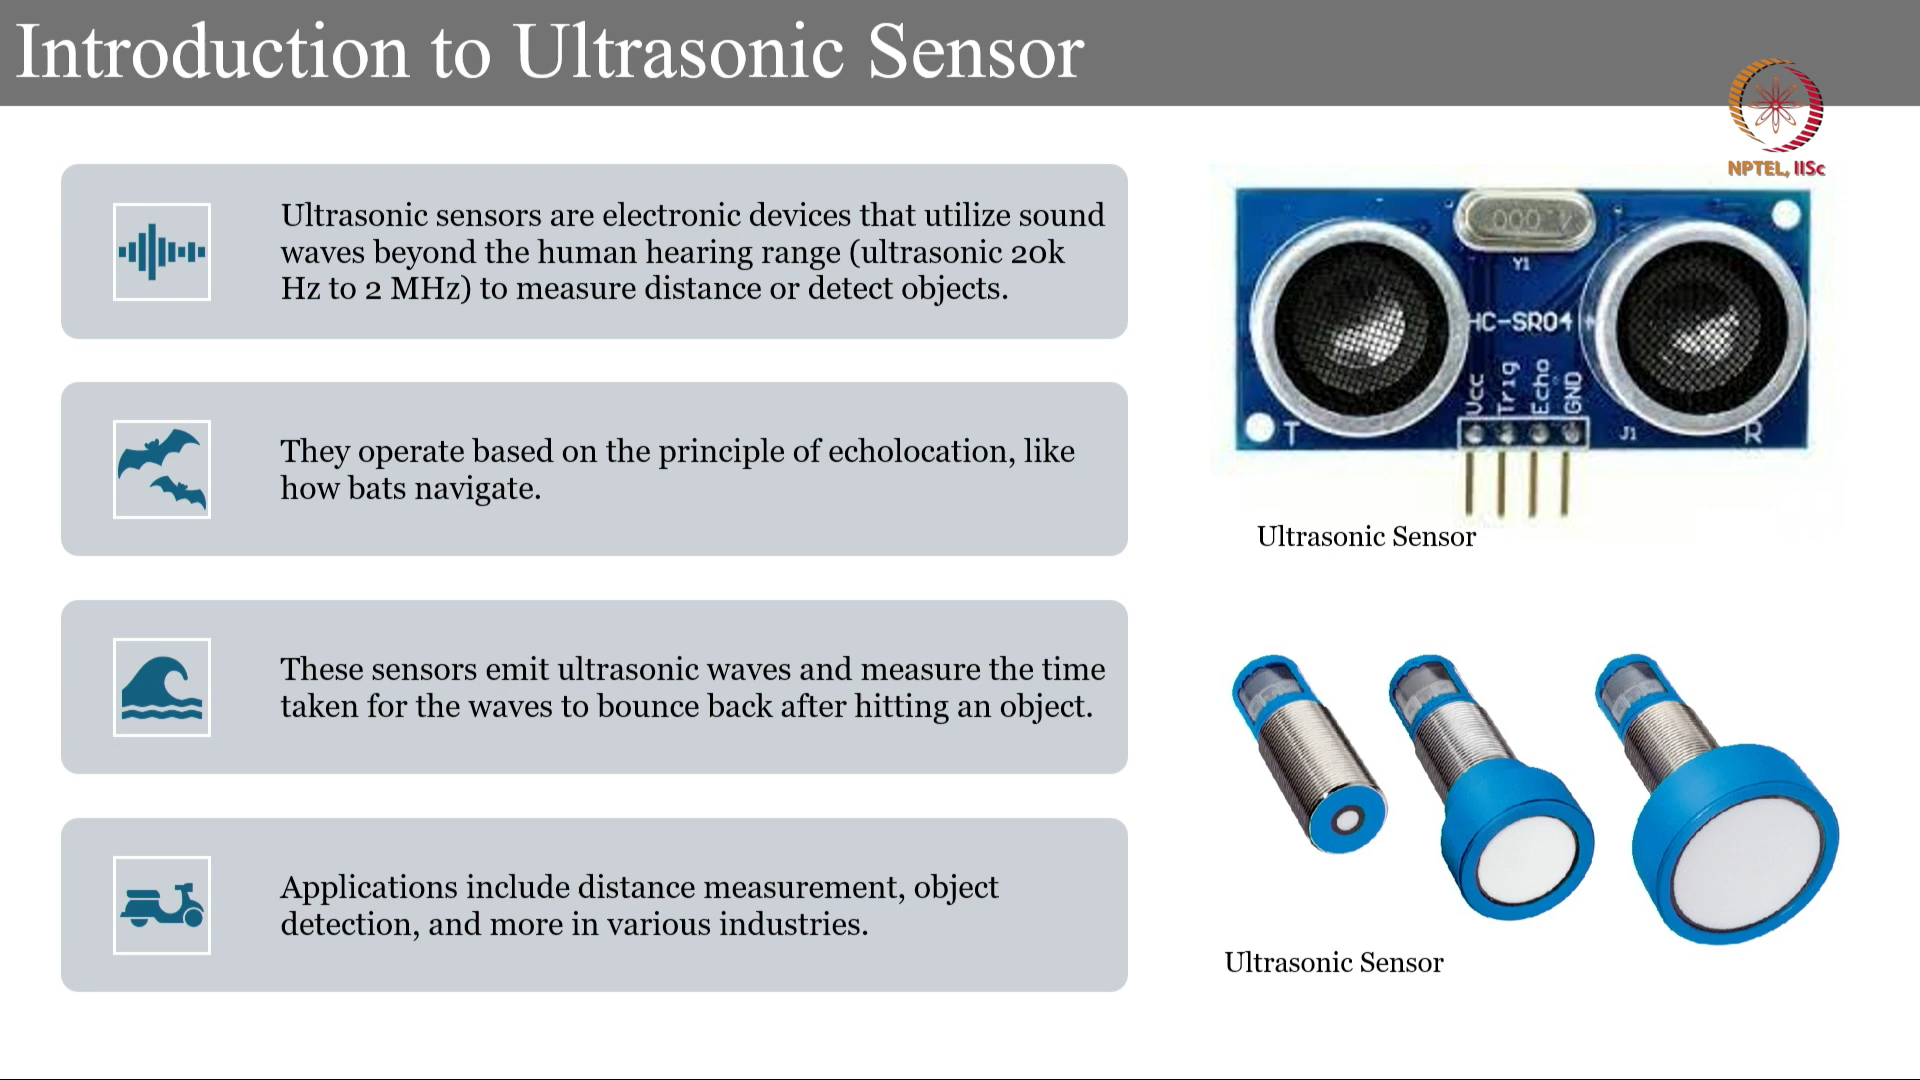 Introduction to Ultrasonic Sensor
NPTEL, IISc
Ultrasonic sensors are electronic devices that utilize sound
waves beyond the human hearing range (ultrasonic 20k
Hz to 2 MHz) to measure distance or detect objects.
They operate based on the principle of echolocation, like
how bats navigate.
These sensors emit ultrasonic waves and measure the time
taken for the waves to bounce back after hitting an object.
Applications include distance measurement, object
detection, and more in various industries.
Y1
HC-SR04
Vcc
Trig
Echo
GND
T
J1
R
Ultrasonic Sensor
Ultrasonic Sensor